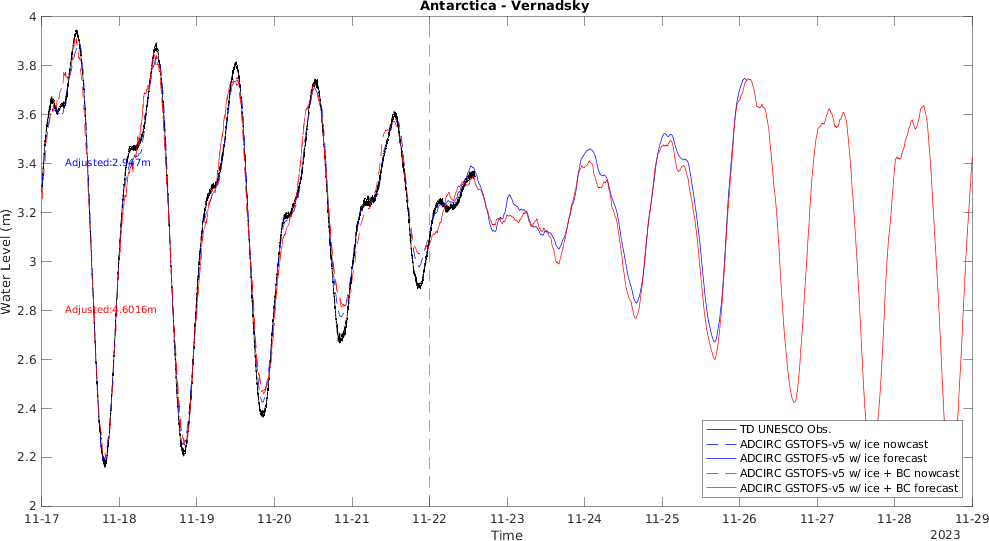 Antarctica - Vernadsky
Water Level (m)
4
3.8
3.6
3.4
3.2
3
2.8
2.6
2.4
2.2
2
Adjusted:2.947m
Adjusted:4.6016m
TD UNESCO Obs.
ADCIRC GSTOFS-v5 w/ ice nowcast
ADCIRC GSTOFS-v5 w/ ice forecast
ADCIRC GSTOFS-v5 w/ ice + BC nowcast
ADCIRC GSTOFS-v5 w/ ice + BC forecast
11-17 11-18 11-19 11-20 11-21 11-22 11-23 11-24 11-25 11-26 11-27 11-28 11-29
Time
2023